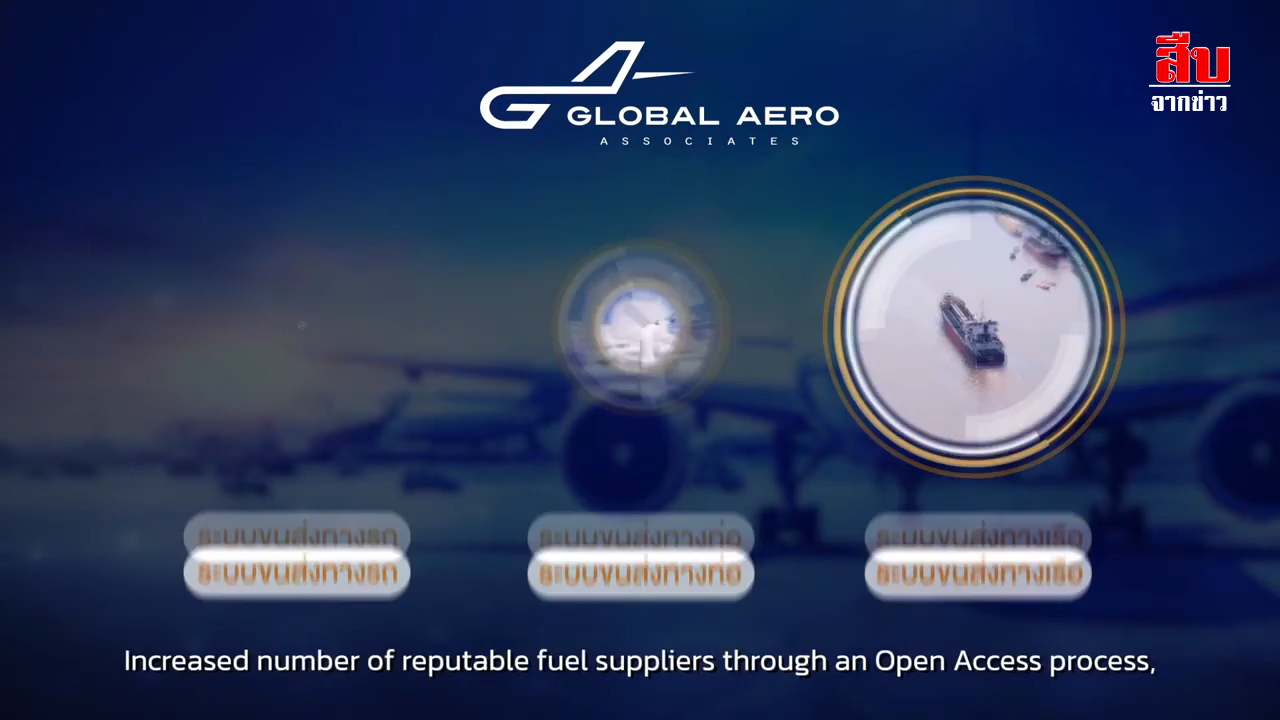 GLOBAL AERO
ASSOCIATES
สืบ
จากข่าว
ระบบขนส่งทางรถ
ระบบขนส่งทางท่อ
ระบบขนส่งทางเรือ
Increased number of reputable fuel suppliers through an Open Access process,